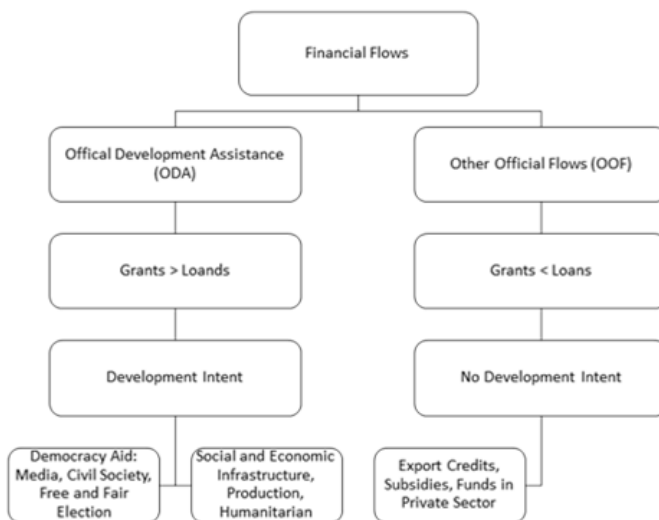 Financial Flows
Offical Development Assistance
(ODA)
Other Official Flows (OOF)
Grants > Loands
Grants < Loans
Development Intent
No Development Intent
Democracy Aid:
Media, Civil Society,
Free and Fair
Election
Social and Economic
Infrastructure,
Production,
Humanitarian
Export Credits,
Subsidies, Funds in
Private Sector